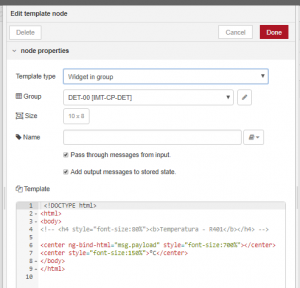 Edit template node
Delete
Cancel
Done
node properties
Template type
Widget in group
Group
DET-00 [IMT-CP-DET]
Size
10 x 8
Name
Pass through messages from input.
Add output messages to stored state.
Template
1 <!DOCTYPE html>
2 <html>
3 <body>
4 <!-- <h4 style="font-size:80%"><b>Temperatura - R401</b></h4> -->
5
6 <center ng-bind-html="msg.payload" style="font-size:700%"></center>
7 <center style="font-size:150%">°C</center>
8 </body>
9 </html>
10